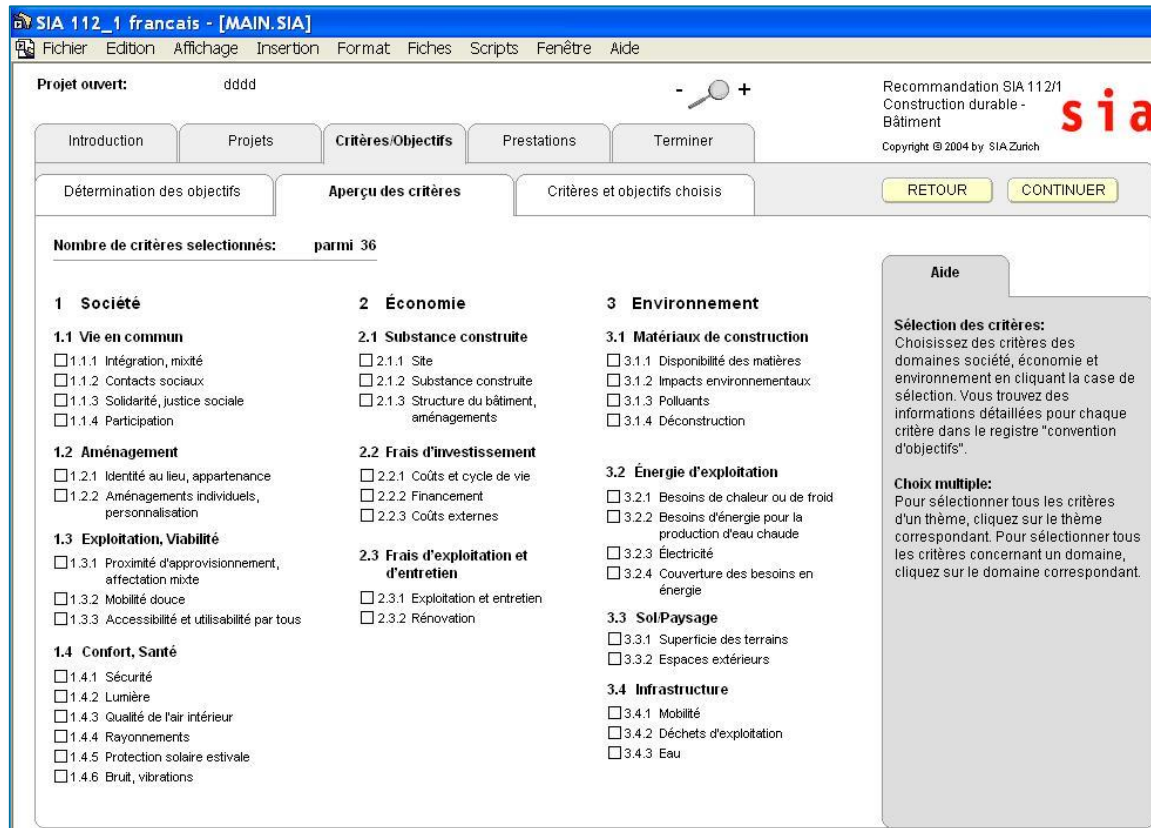 SIA 112_1 francais - [MAIN.SIA]
Fichier Edition Affichage Insertion Format Fiches Scripts Fenêtre Aide
Projet ouvert: dddd
- +
Recommandation SIA 112/1
Construction durable -
Bâtiment
sia
Copyright @ 2004 by SIA Zurich
Introduction Projets Critères/Objectifs Prestations Terminer
Détermination des objectifs Aperçu des critères Critères et objectifs choisis
RETOUR CONTINUER
Nombre de critères selectionnés: parmi 36
1 Société
1.1 Vie en commun
1.1.1 Intégration, mixité
1.1.2 Contacts sociaux
1.1.3 Solidarité, justice sociale
1.1.4 Participation
1.2 Aménagement
1.2.1 Identité au lieu, appartenance
1.2.2 Aménagements individuels,
personnalisation
1.3 Exploitation, Viabilité
1.3.1 Proximité d'approvisionnement,
affectation mixte
1.3.2 Mobilité douce
1.3.3 Accessibilité et utilisabilité par tous
1.4 Confort, Santé
1.4.1 Sécurité
1.4.2 Lumière
1.4.3 Qualité de l'air intérieur
1.4.4 Rayonnements
1.4.5 Protection solaire estivale
1.4.6 Bruit, vibrations
2 Économie
2.1 Substance construite
2.1.1 Site
2.1.2 Substance construite
2.1.3 Structure du bâtiment,
aménagements
2.2 Frais d'investissement
2.2.1 Coûts et cycle de vie
2.2.2 Financement
2.2.3 Coûts externes
2.3 Frais d'exploitation et
d'entretien
2.3.1 Exploitation et entretien
2.3.2 Rénovation
3 Environnement
3.1 Matériaux de construction
3.1.1 Disponibilité des matières
3.1.2 Impacts environnementaux
3.1.3 Polluants
3.1.4 Déconstruction
3.2 Énergie d'exploitation
3.2.1 Besoins de chaleur ou de froid
3.2.2 Besoins d'énergie pour la
production d'eau chaude
3.2.3 Électricité
3.2.4 Couverture des besoins en
énergie
3.3 Sol/Paysage
3.3.1 Superficie des terrains
3.3.2 Espaces extérieurs
3.4 Infrastructure
3.4.1 Mobilité
3.4.2 Déchets d'exploitation
3.4.3 Eau
Aide
Sélection des critères:
Choisissez des critères des
domaines société, économie et
environnement en cliquant la case de
sélection. Vous trouvez des
informations détaillées pour chaque
critère dans le registre "convention
d'objectifs".
Choix multiple:
Pour sélectionner tous les critères
d'un thème, cliquez sur le thème
correspondant. Pour sélectionner tous
les critères concernant un domaine,
cliquez sur le domaine correspondant.